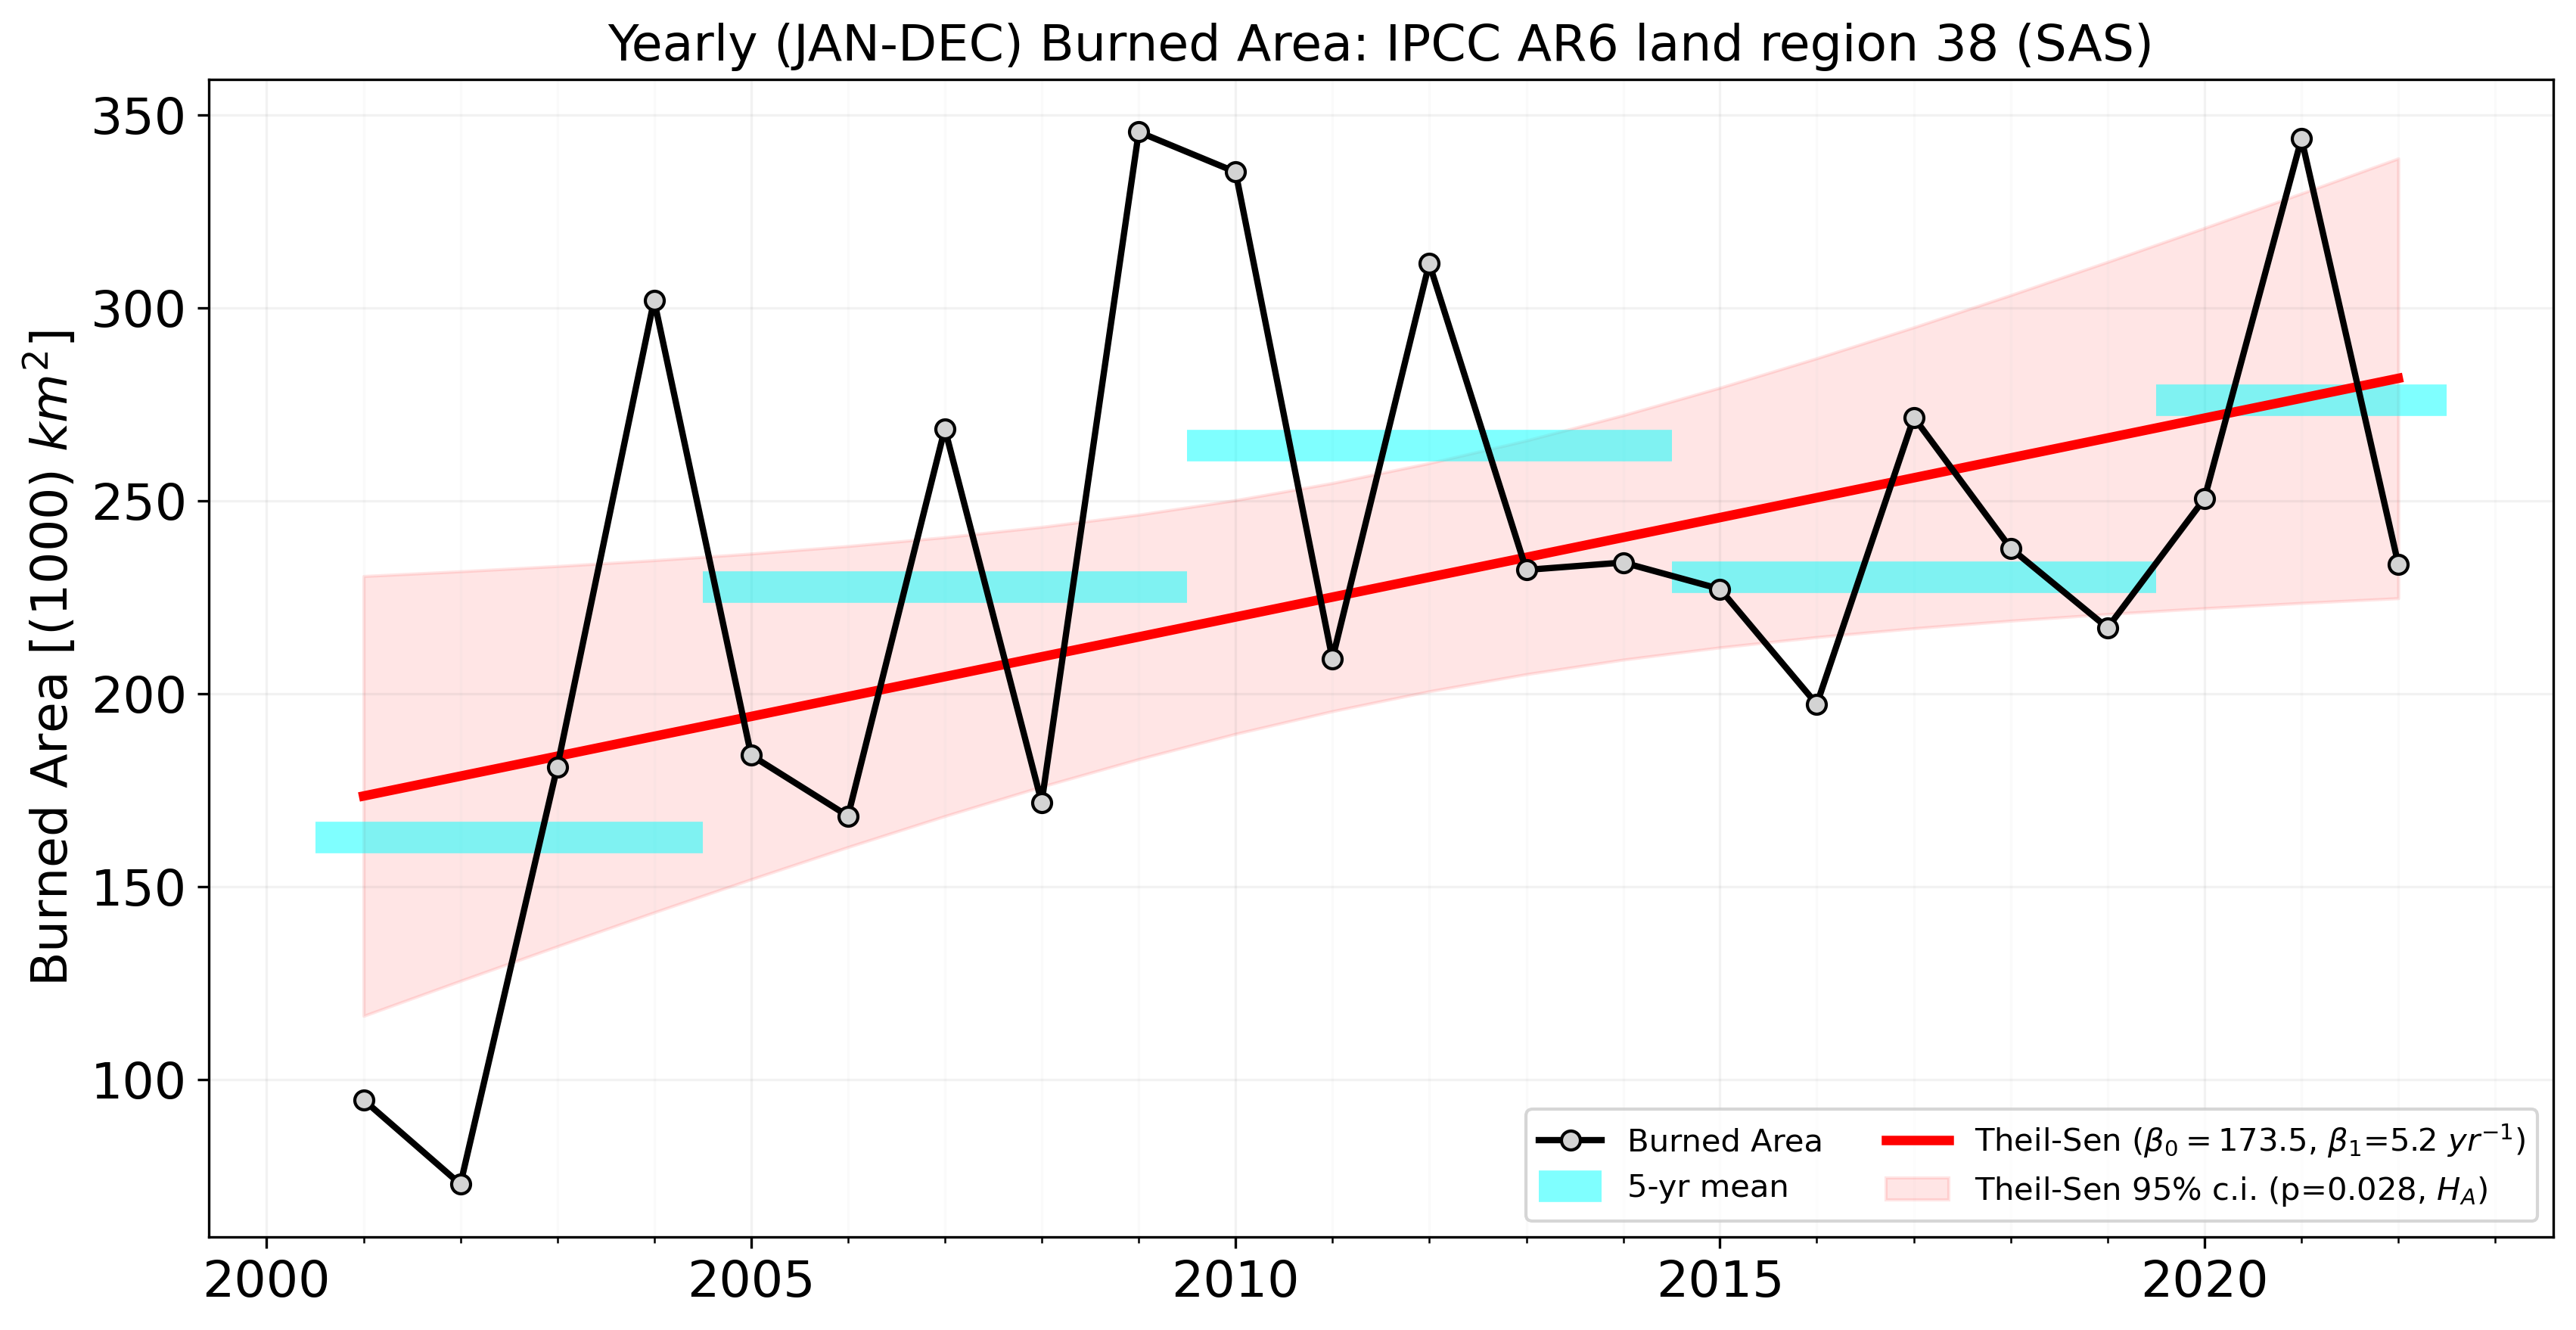 Yearly (JAN-DEC) Burned Area: IPCC AR6 land region 38 (SAS)
Burned Area [(1000) km²]
350
300
250
200
150
100
2000 2005 2010 2015 2020
Burned Area
5-yr mean
Theil-Sen (β₀ = 173.5, β₁=5.2 yr⁻¹)
Theil-Sen 95% c.i. (p=0.028, H_A)